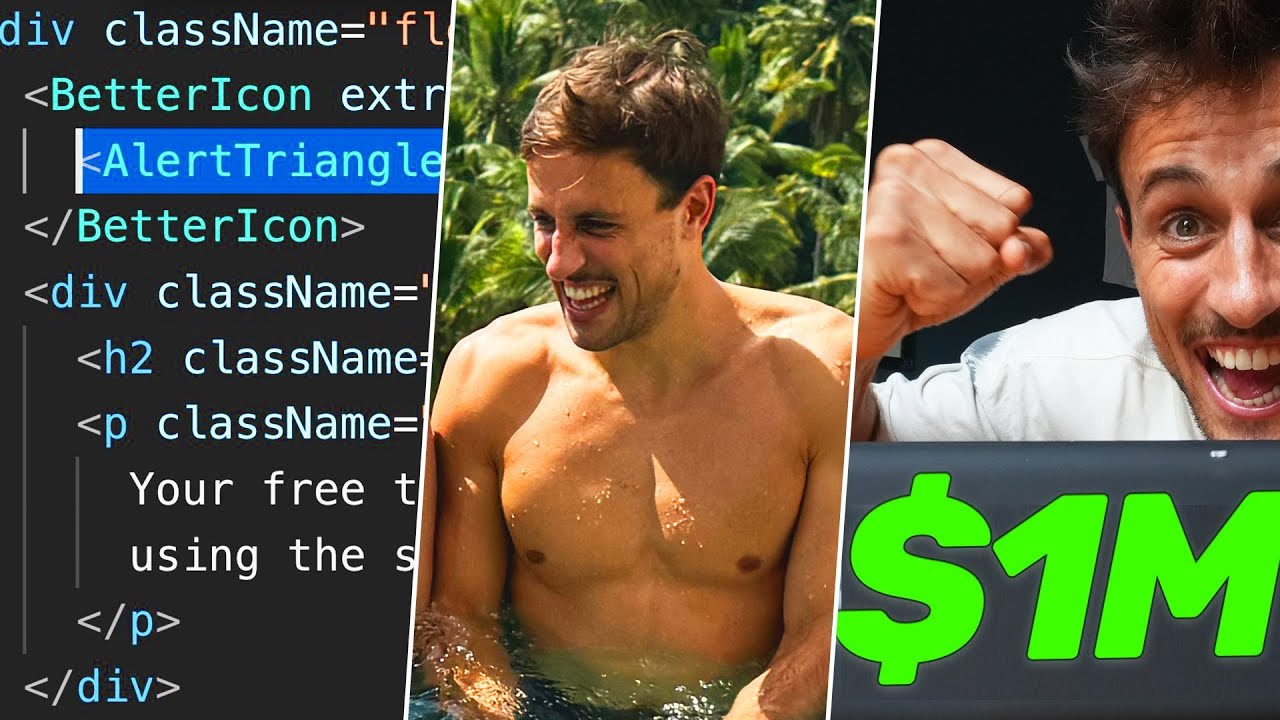 div className="fl
<BetterIcon extr
<AlertTriangle
</BetterIcon>
<div className="
<h2 className=
<p className="
Your free t
using the s
</p>
</div>
$1M